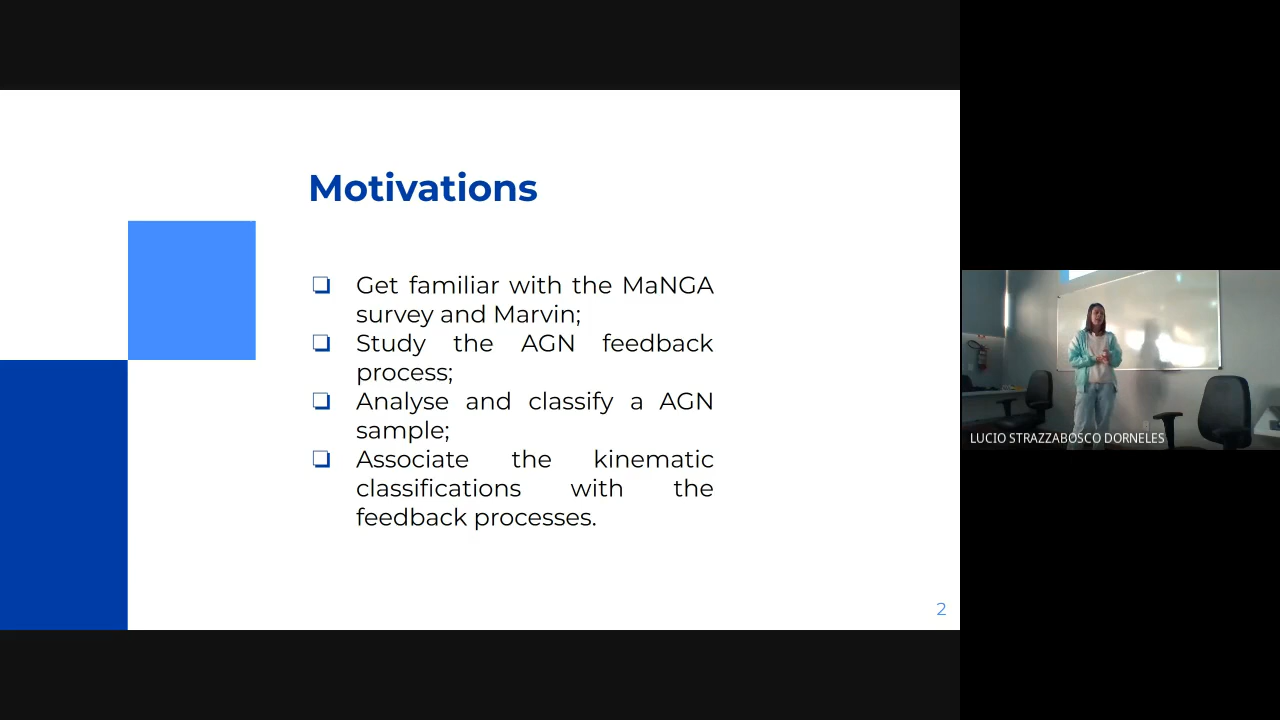 Motivations
Get familiar with the MaNGA
survey and Marvin;
Study the AGN feedback
process;
Analyse and classify a AGN
sample;
Associate the kinematic
classifications with the
feedback processes.
2
LUCIO STRAZZABOSCO DORNELES